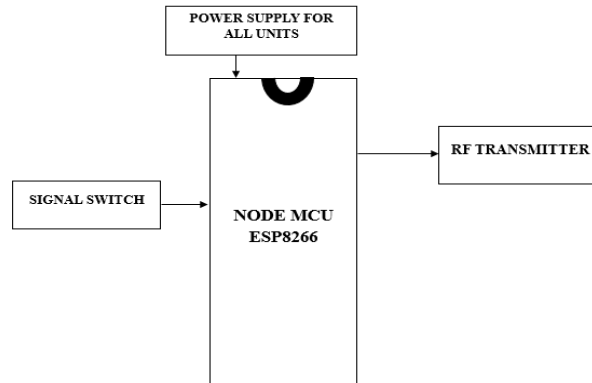 POWER SUPPLY FOR
ALL UNITS
RF TRANSMITTER
SIGNAL SWITCH
NODE MCU
ESP8266